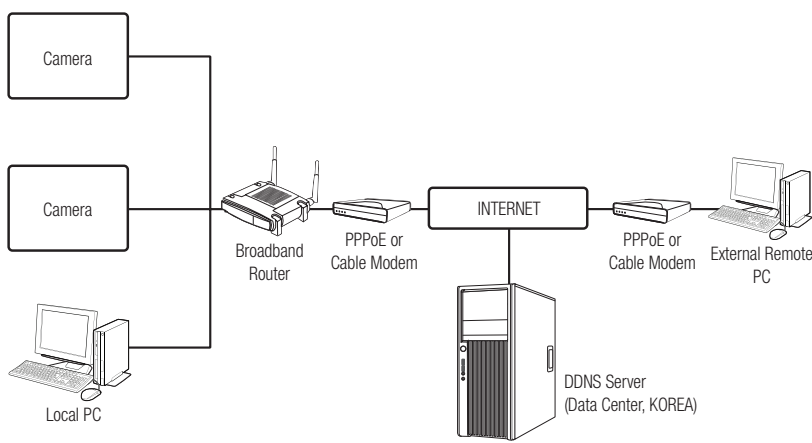 Camera
Camera
Local PC
Broadband
Router
PPPoE or
Cable Modem
INTERNET
DDNS Server
(Data Center, KOREA)
PPPoE or
Cable Modem
External Remote
PC